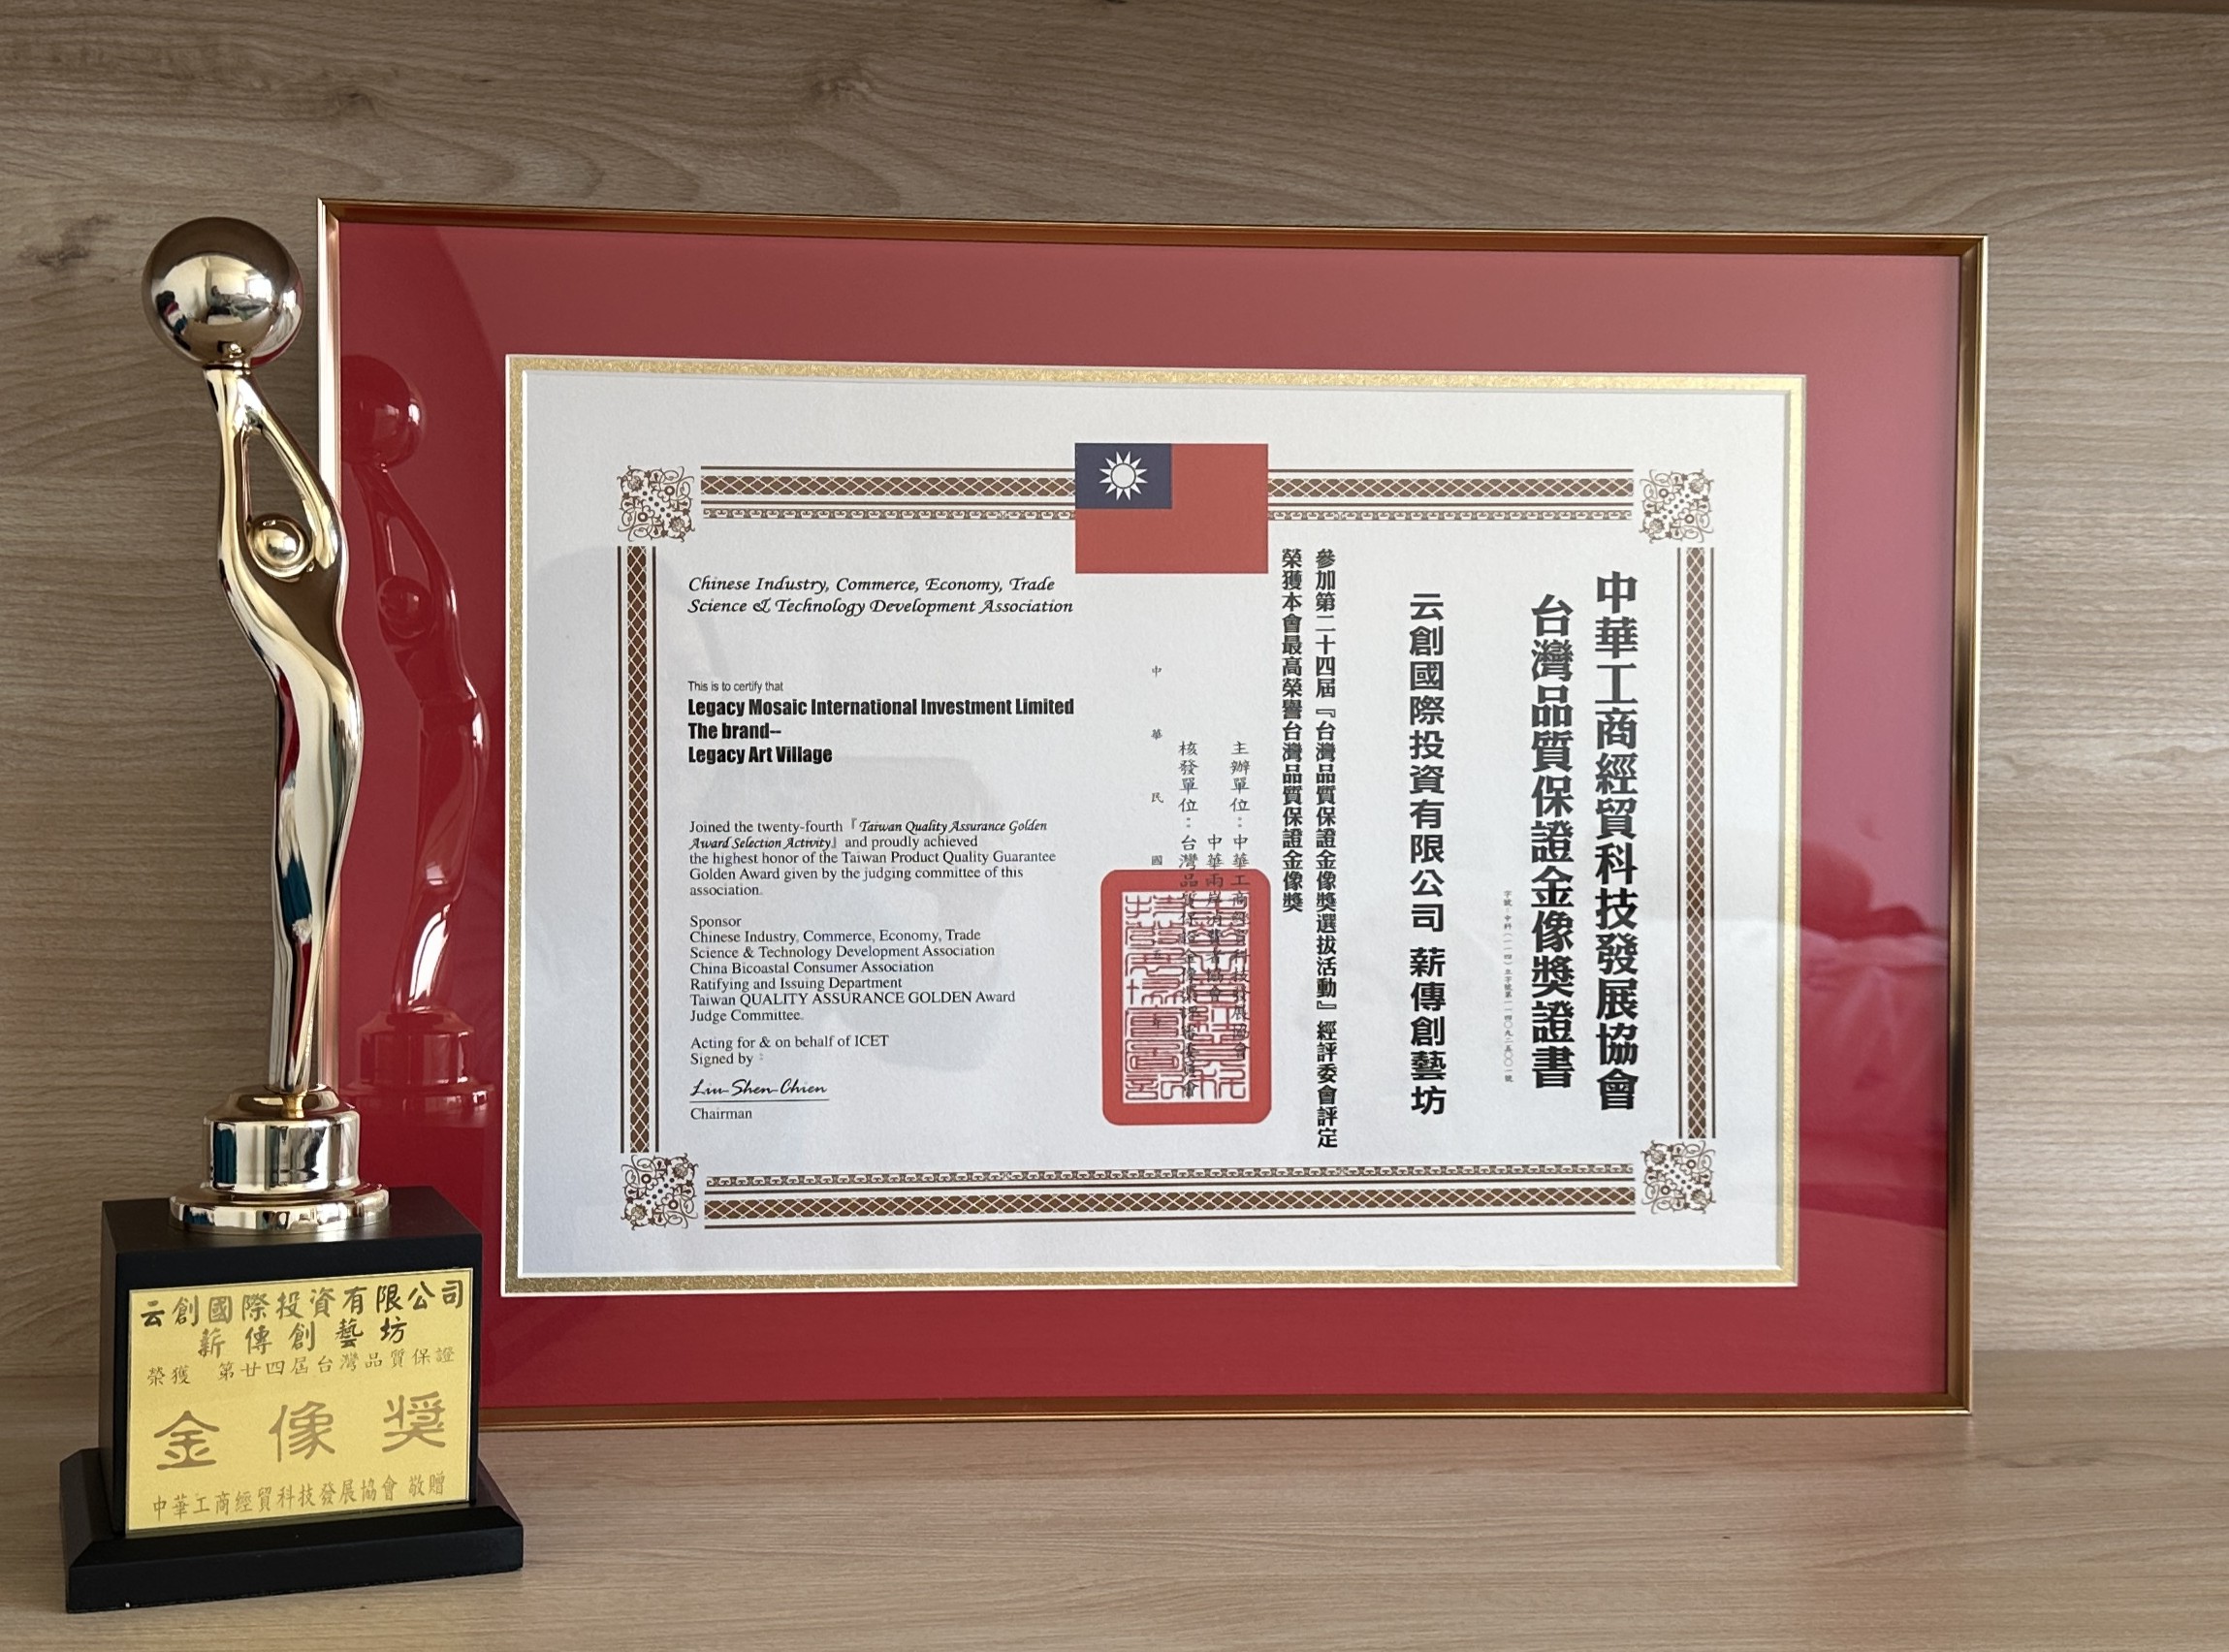 中華工商經貿科技發展協會
台灣品質保證金像獎證書
云創國際投資有限公司 薪傳創藝坊
參加第二十四屆『台灣品質保證金像獎選拔活動』經評委會評定
榮獲本會最高榮譽台灣品質保證金像獎
主辦單位：中華工商經貿科技發展協會
中華兩岸消費者協會
核發單位：台灣品質保證金像獎評審委員會
中華民國
Chinese Industry, Commerce, Economy, Trade
Science & Technology Development Association
This is to certify that
Legacy Mosaic International Investment Limited
The brand--
Legacy Art Village
Joined the twenty-fourth『Taiwan Quality Assurance Golden
Award Selection Activity』and proudly achieved
the highest honor of the Taiwan Product Quality Guarantee
Golden Award given by the judging committee of this
association.
Sponsor
Chinese Industry, Commerce, Economy, Trade
Science & Technology Development Association
China Bicoastal Consumer Association
Ratifying and Issuing Department
Taiwan QUALITY ASSURANCE GOLDEN Award
Judge Committee.
Acting for & on behalf of ICET
Signed by :
Liu-Shen-Chien
Chairman
云創國際投資有限公司
薪傳創藝坊
榮獲 第廿四屆台灣品質保證
金像獎
中華工商經貿科技發展協會 敬贈